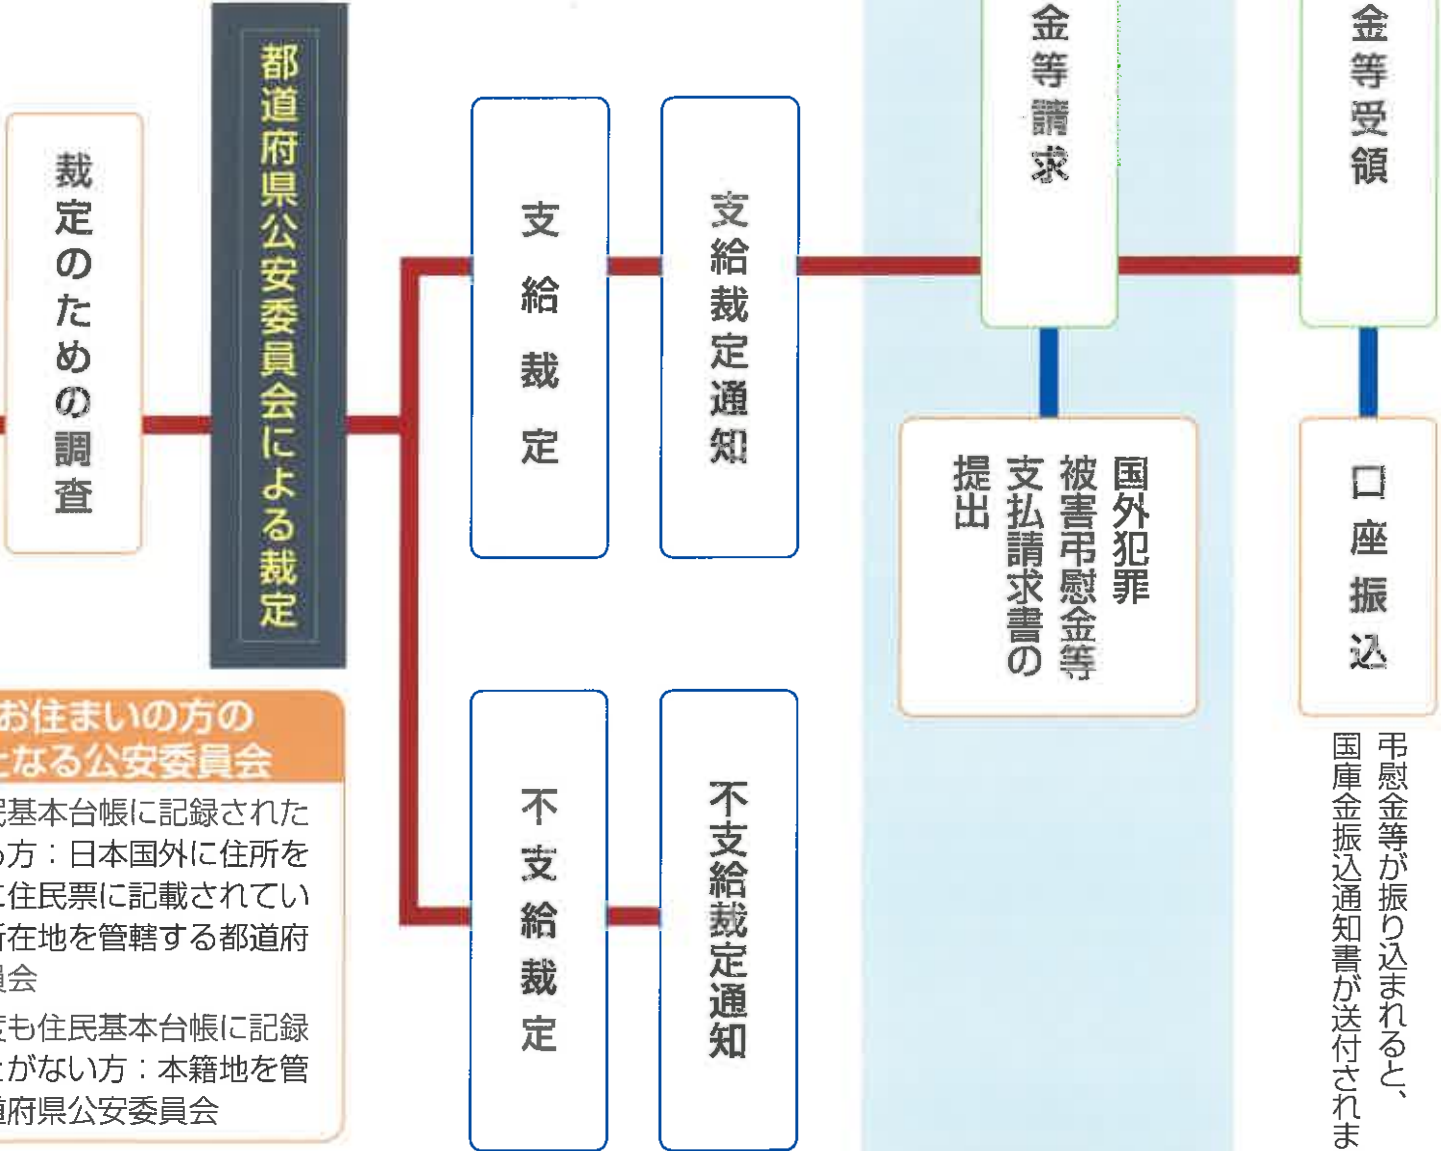 裁定のための調査
都道府県公安委員会による裁定
支給裁定
支給裁定通知
金等請求
金等受領
国外犯罪
被害弔慰金等
支払請求書の
提出
口座振込
弔慰金等が振り込まれると、
国庫金振込通知書が送付されま
不支給裁定
不支給裁定通知
お住まいの方の
となる公安委員会
民基本台帳に記録された
る方：日本国外に住所を
に住民票に記載されてい
所在地を管轄する都道府
員会
度も住民基本台帳に記録
とがない方：本籍地を管
道府県公安委員会